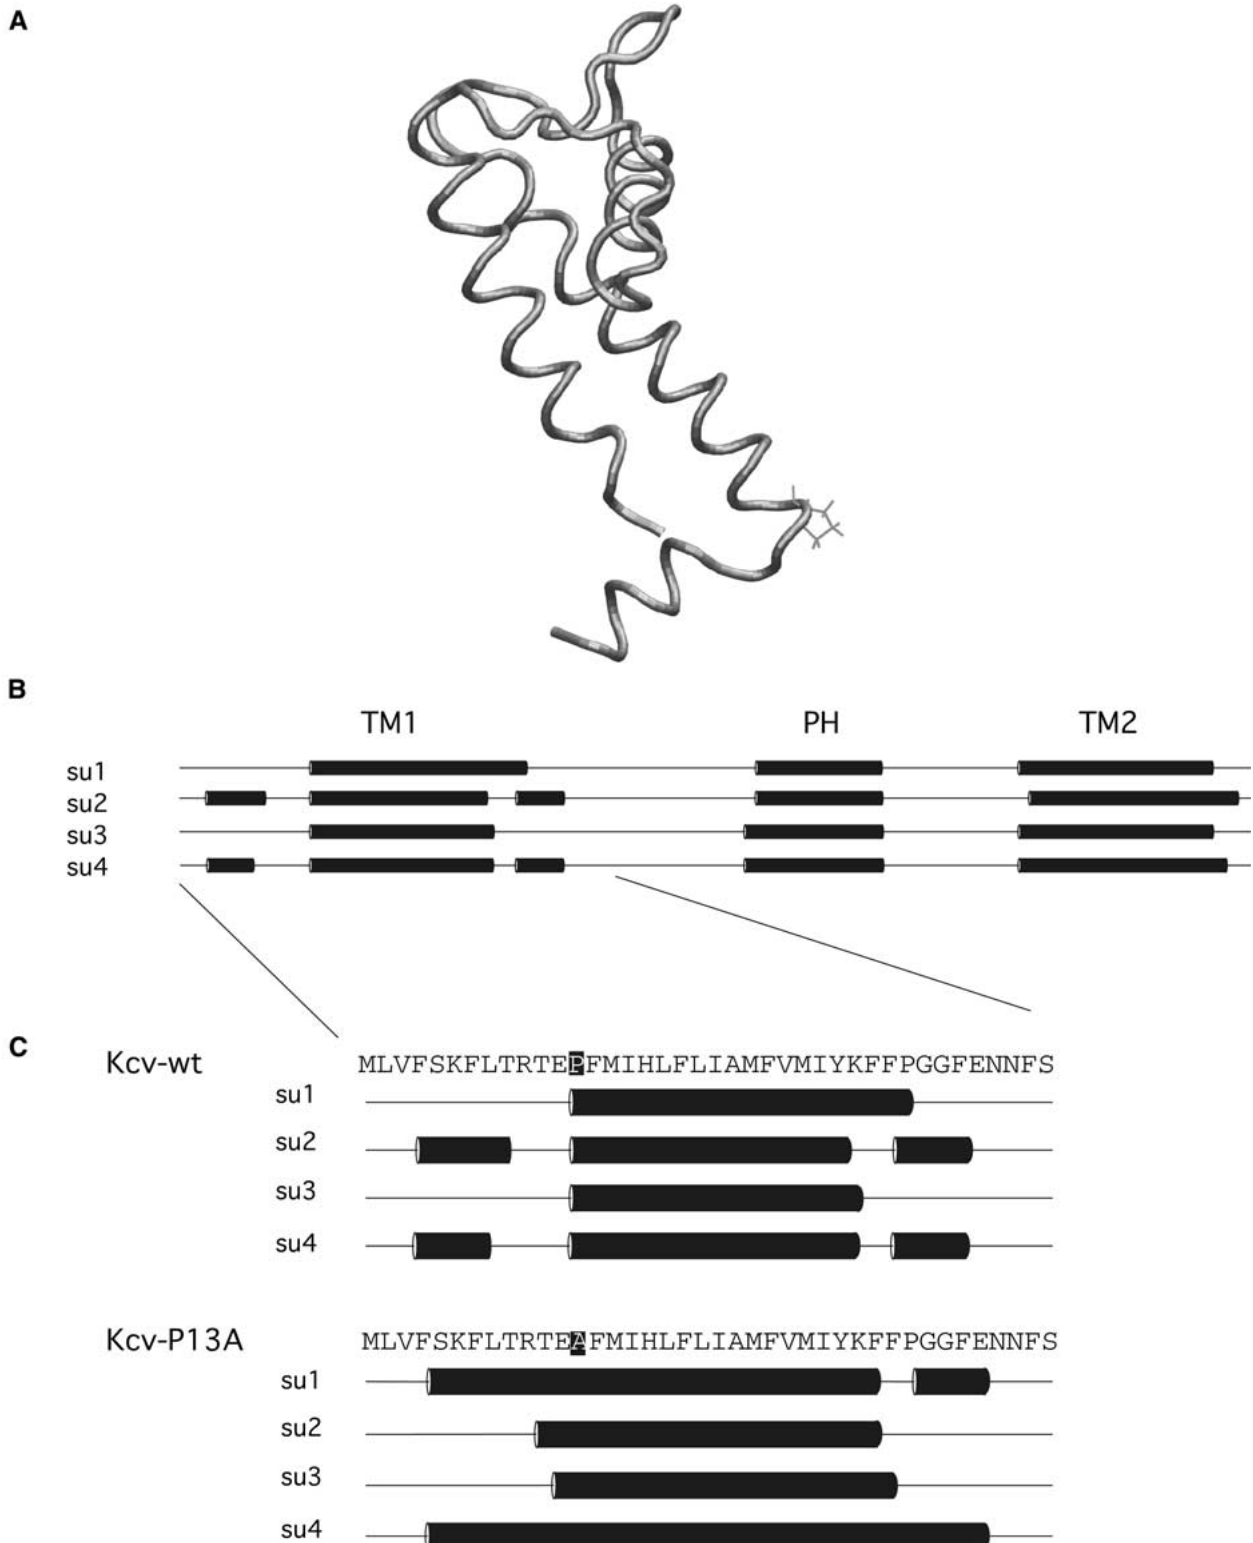 A
B
TM1 PH TM2
su1
su2
su3
su4
C
Kcv-wt MLVFSKFLTRTEPFMIHLFLIAMFVMIYKFFPGGFENNFS
su1
su2
su3
su4
Kcv-P13A MLVFSKFLTRTEAFMIHLFLIAMFVMIYKFFPGGFENNFS
su1
su2
su3
su4